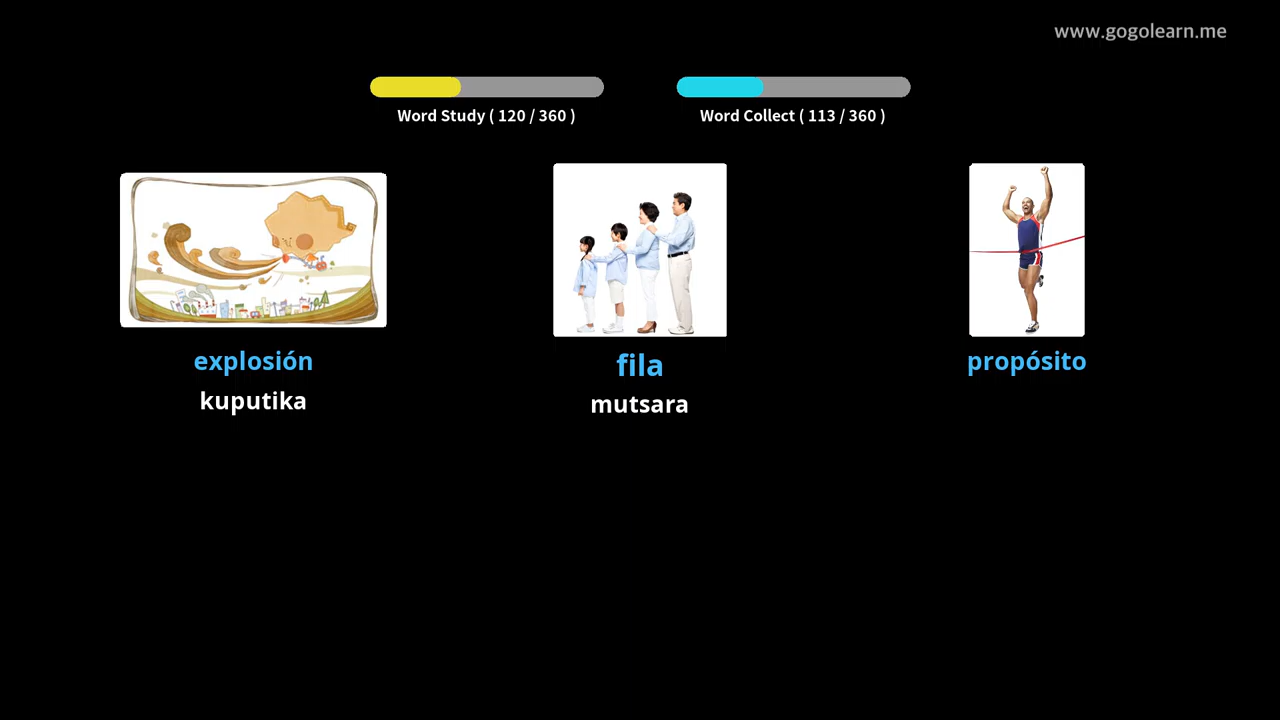 www.gogolearn.me
Word Study ( 120 / 360 )
Word Collect ( 113 / 360 )
explosión
kuputika
fila
mutsara
propósito